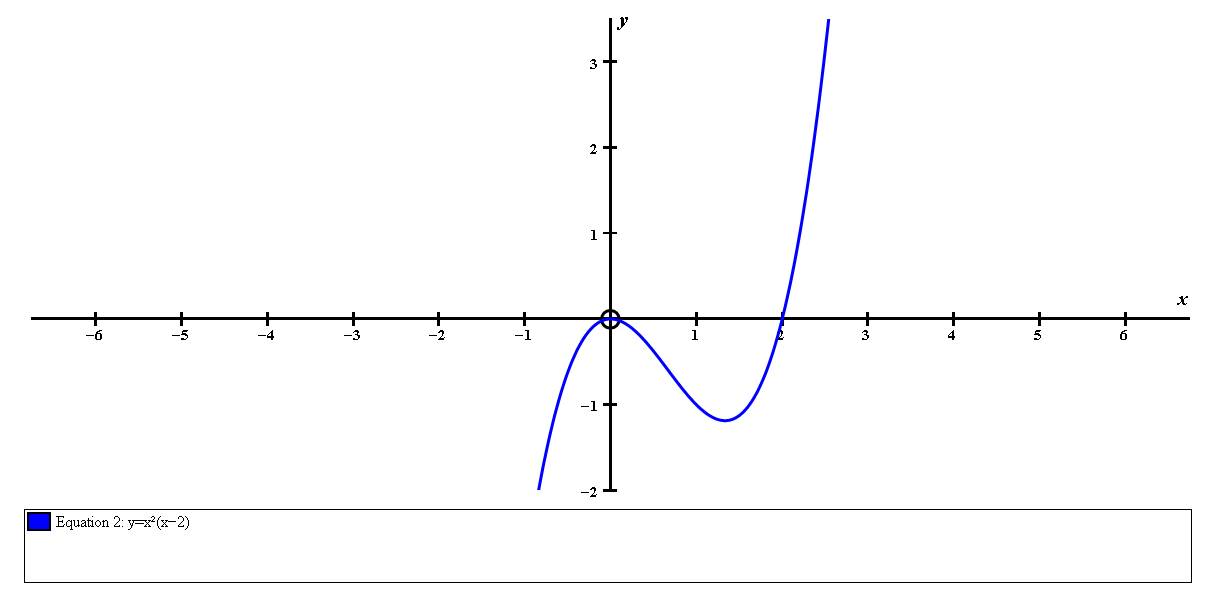 y
3
2
1
x
−6 −5 −4 −3 −2 −1 1 2 3 4 5 6
−1
−2
Equation 2: y=x²(x−2)